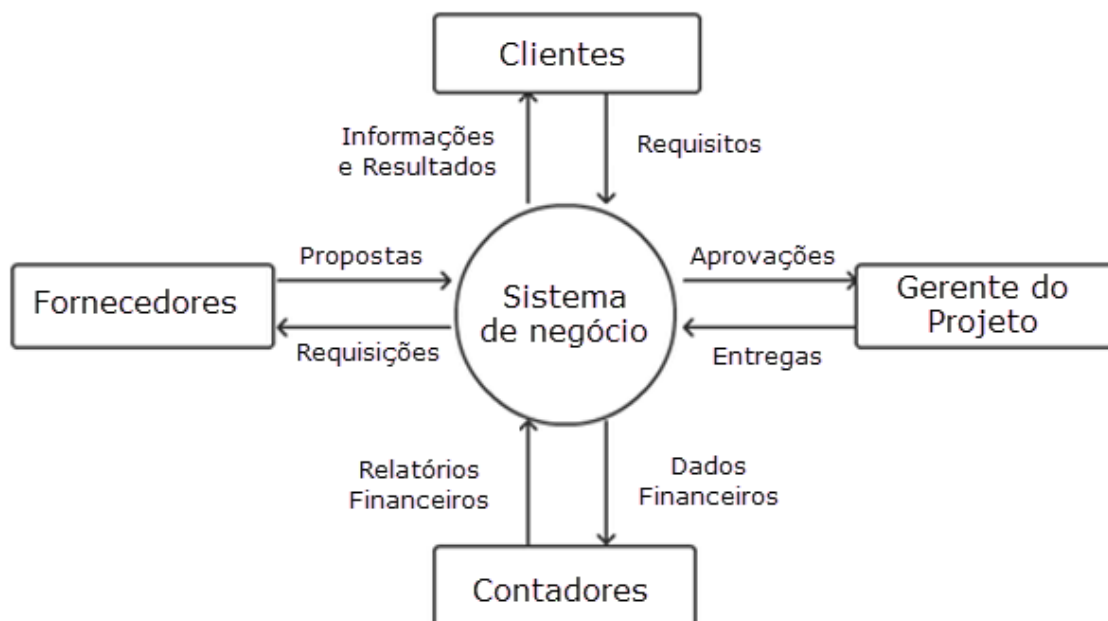 Clientes
Informações
e Resultados
Requisitos
Propostas
Aprovações
Fornecedores
Sistema
de negócio
Gerente do
Projeto
Requisições
Entregas
Relatórios
Financeiros
Dados
Financeiros
Contadores